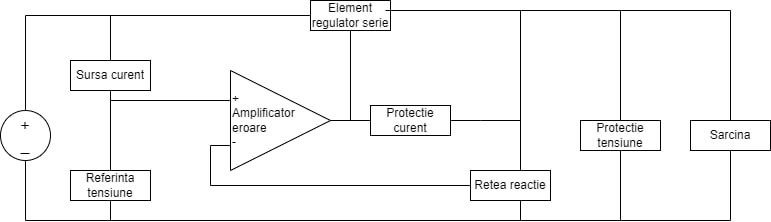 Element
regulator serie
Sursa curent
+
Amplificator
eroare
-
Protectie
curent
+
–
Protectie
tensiune
Sarcina
Referinta
tensiune
Retea reactie